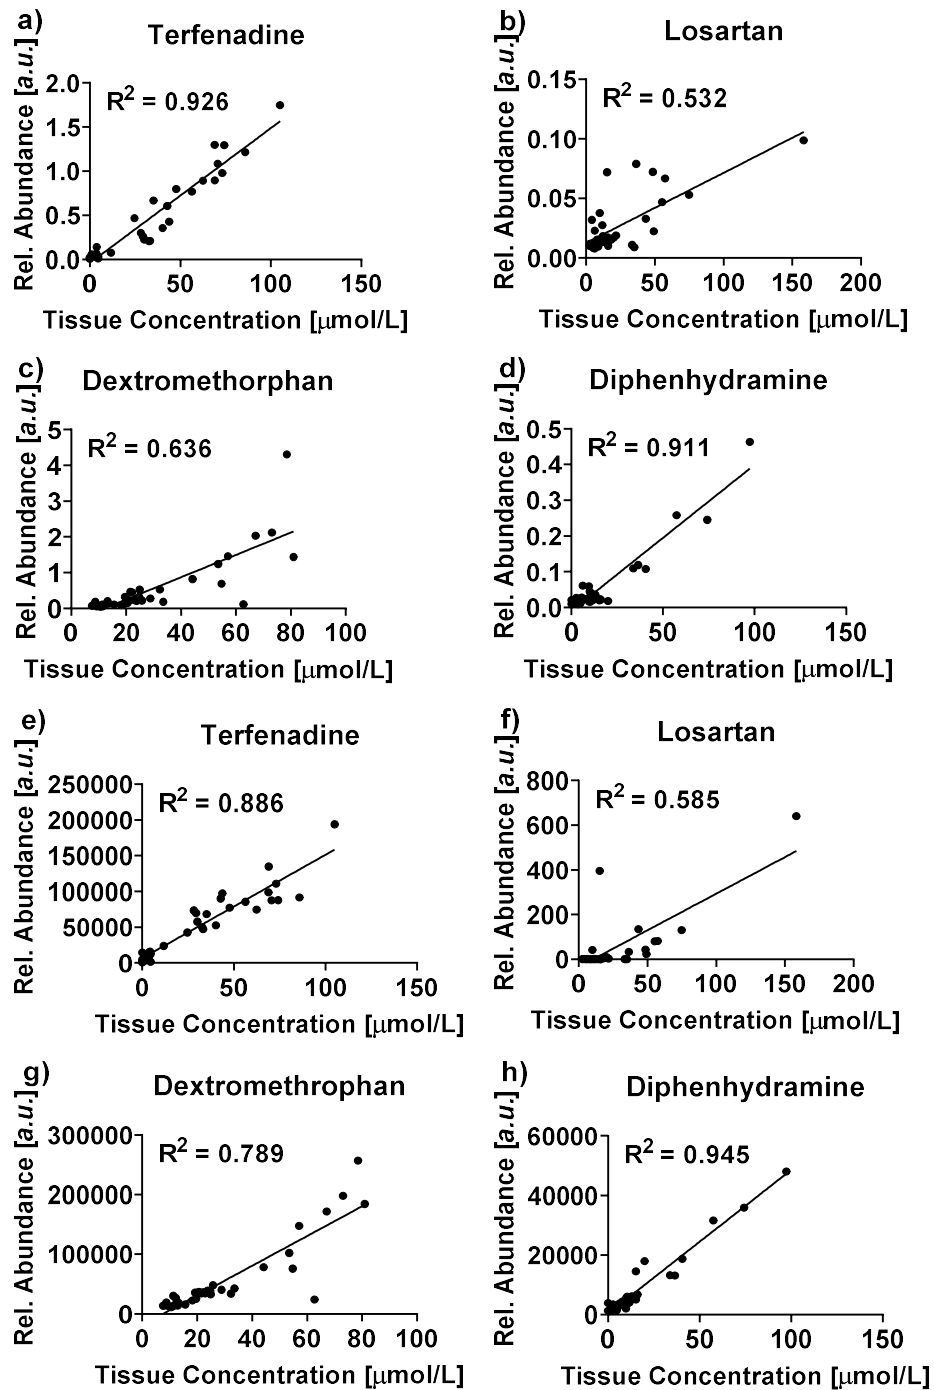 a)
Terfenadine
Rel. Abundance [a.u.]
2.0
1.5
1.0
0.5
0.0
R² = 0.926
0 50 100 150
Tissue Concentration [μmol/L]
b)
Losartan
Rel. Abundance [a.u.]
0.15
0.10
0.05
0.00
R² = 0.532
0 50 100 150 200
Tissue Concentration [μmol/L]
c)
Dextromethorphan
Rel. Abundance [a.u.]
5
4
3
2
1
0
R² = 0.636
0 20 40 60 80 100
Tissue Concentration [μmol/L]
d)
Diphenhydramine
Rel. Abundance [a.u.]
0.5
0.4
0.3
0.2
0.1
0.0
R² = 0.911
0 50 100 150
Tissue Concentration [μmol/L]
e)
Terfenadine
Rel. Abundance [a.u.]
250000
200000
150000
100000
50000
0
R² = 0.886
0 50 100 150
Tissue Concentration [μmol/L]
f)
Losartan
Rel. Abundance [a.u.]
800
600
400
200
0
R² = 0.585
0 50 100 150 200
Tissue Concentration [μmol/L]
g)
Dextromethrophan
Rel. Abundance [a.u.]
300000
200000
100000
0
R² = 0.789
0 20 40 60 80 100
Tissue Concentration [μmol/L]
h)
Diphenhydramine
Rel. Abundance [a.u.]
60000
40000
20000
0
R² = 0.945
0 50 100 150
Tissue Concentration [μmol/L]